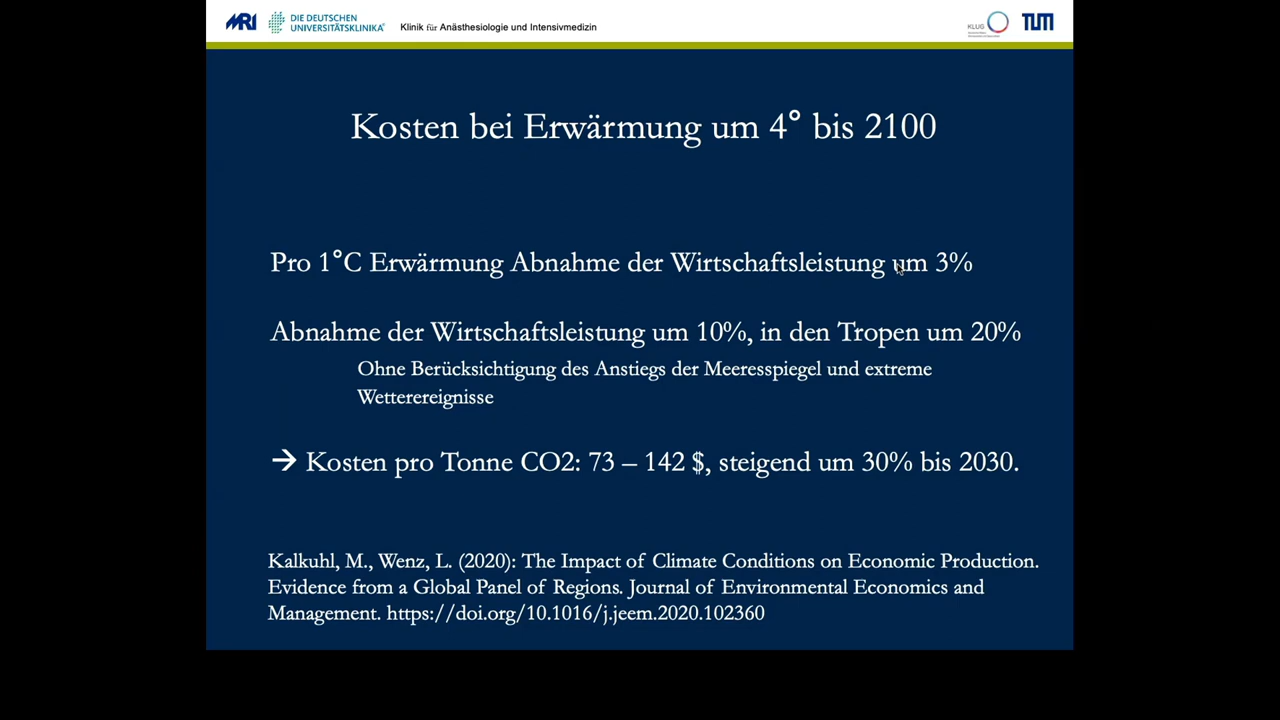 MRI
DIE DEUTSCHEN
UNIVERSITÄTSKLINIKA®
Klinik für Anästhesiologie und Intensivmedizin
KLUG
TUM
Kosten bei Erwärmung um 4° bis 2100
Pro 1°C Erwärmung Abnahme der Wirtschaftsleistung um 3%
Abnahme der Wirtschaftsleistung um 10%, in den Tropen um 20%
Ohne Berücksichtigung des Anstiegs der Meeresspiegel und extreme
Wetterereignisse
→ Kosten pro Tonne CO2: 73 – 142 $, steigend um 30% bis 2030.
Kalkuhl, M., Wenz, L. (2020): The Impact of Climate Conditions on Economic Production.
Evidence from a Global Panel of Regions. Journal of Environmental Economics and
Management. https://doi.org/10.1016/j.jeem.2020.102360